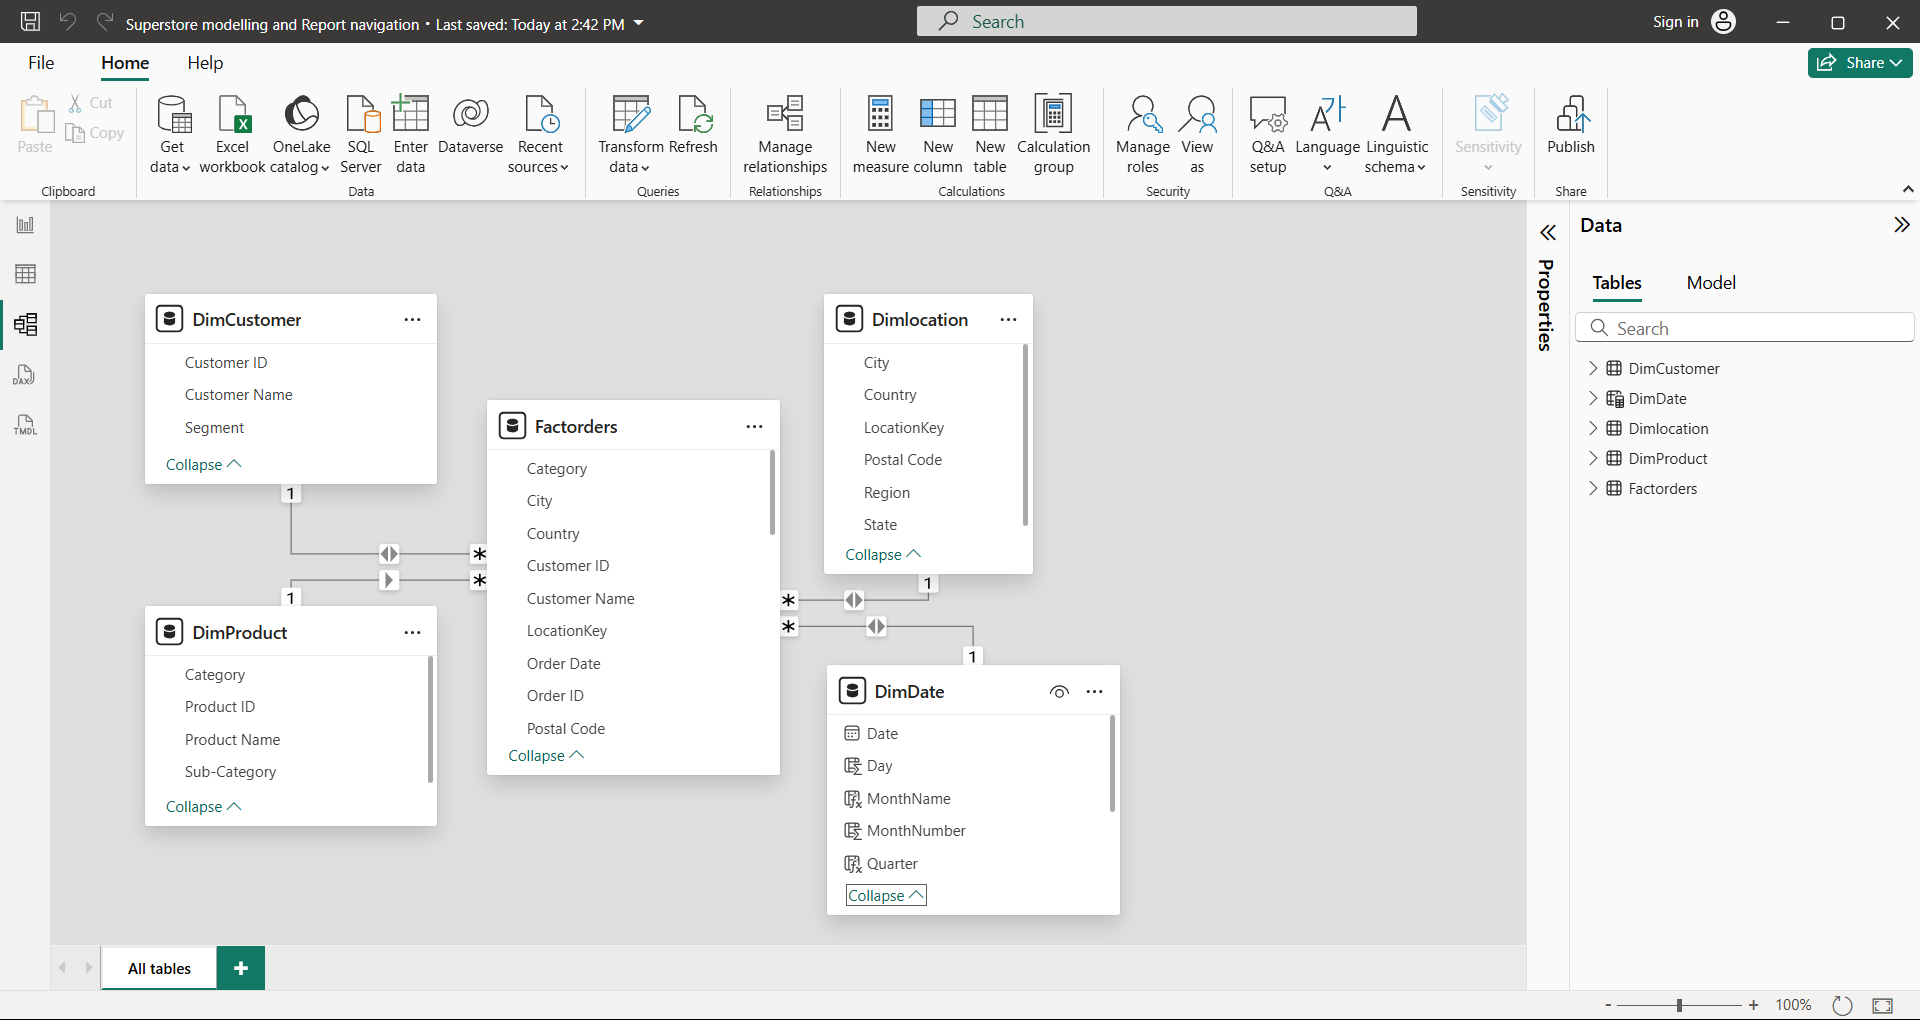 Superstore modelling and Report navigation • Last saved: Today at 2:42 PM
Search
Sign in
File
Home
Help
Share
Paste
Cut
Copy
Clipboard
Get data
Excel workbook
OneLake catalog
SQL Server
Enter data
Dataverse
Recent sources
Data
Transform data
Refresh
Queries
Manage relationships
Relationships
New measure
New column
New table
Calculation group
Calculations
Manage roles
View as
Security
Q&A setup
Language
Linguistic schema
Q&A
Sensitivity
Sensitivity
Publish
Share
DAX
TMDL
DimCustomer
Customer ID
Customer Name
Segment
Collapse
1
*
*
1
DimProduct
Category
Product ID
Product Name
Sub-Category
Collapse
Factorders
Category
City
Country
Customer ID
Customer Name
LocationKey
Order Date
Order ID
Postal Code
Collapse
Dimlocation
City
Country
LocationKey
Postal Code
Region
State
Collapse
1
*
*
1
DimDate
Date
Day
MonthName
MonthNumber
Quarter
Collapse
Properties
Data
Tables
Model
Search
DimCustomer
DimDate
Dimlocation
DimProduct
Factorders
All tables
+
-
+
100%